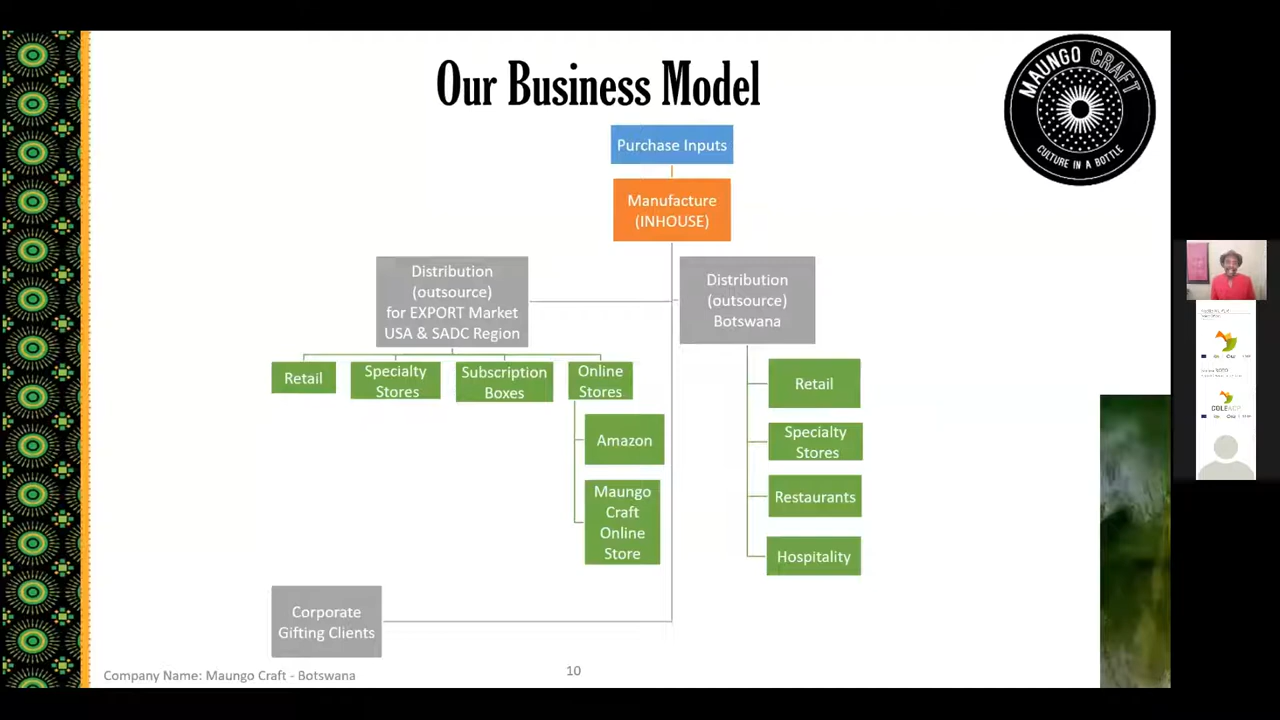 Our Business Model
MAUNGO CRAFT
CULTURE IN A BOTTLE
Purchase Inputs
Manufacture
(INHOUSE)
Distribution
(outsource)
for EXPORT Market
USA & SADC Region
Distribution
(outsource)
Botswana
Retail
Specialty
Stores
Subscription
Boxes
Online
Stores
Amazon
Maungo
Craft
Online
Store
Retail
Specialty
Stores
Restaurants
Hospitality
Corporate
Gifting Clients
Company Name: Maungo Craft - Botswana
10
COLEACP